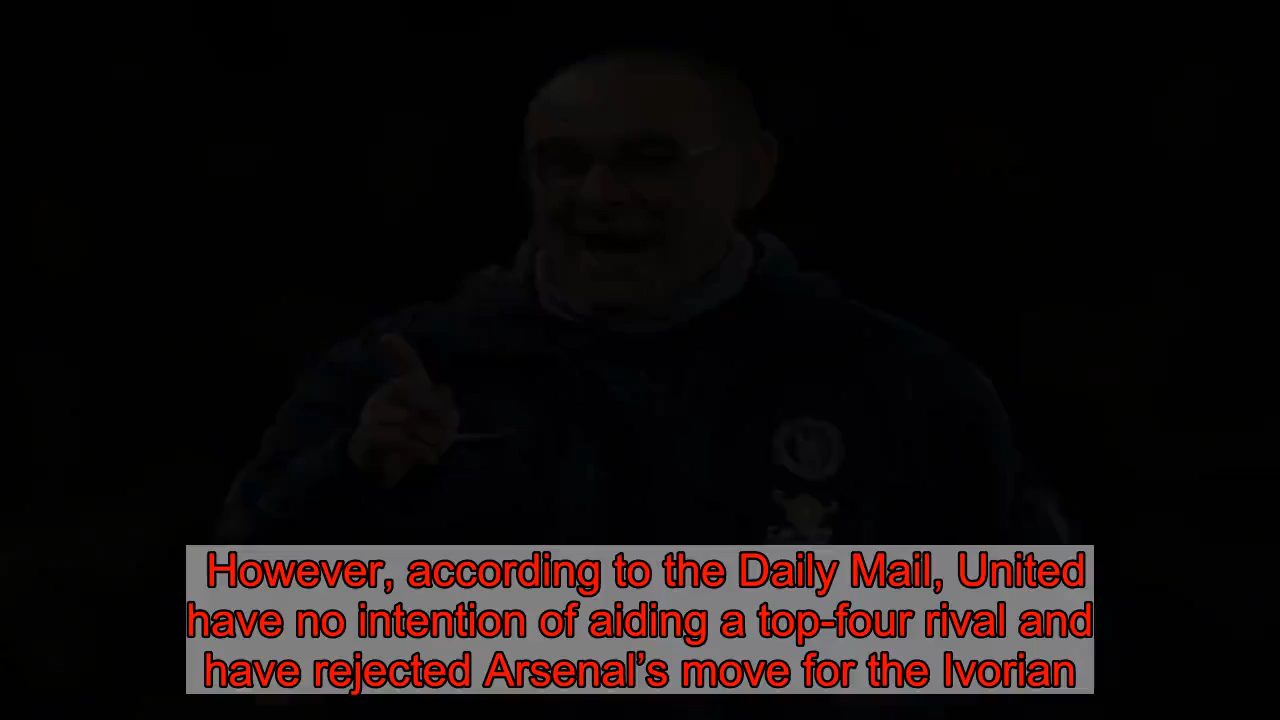 However, according to the Daily Mail, United
have no intention of aiding a top-four rival and
have rejected Arsenal’s move for the Ivorian